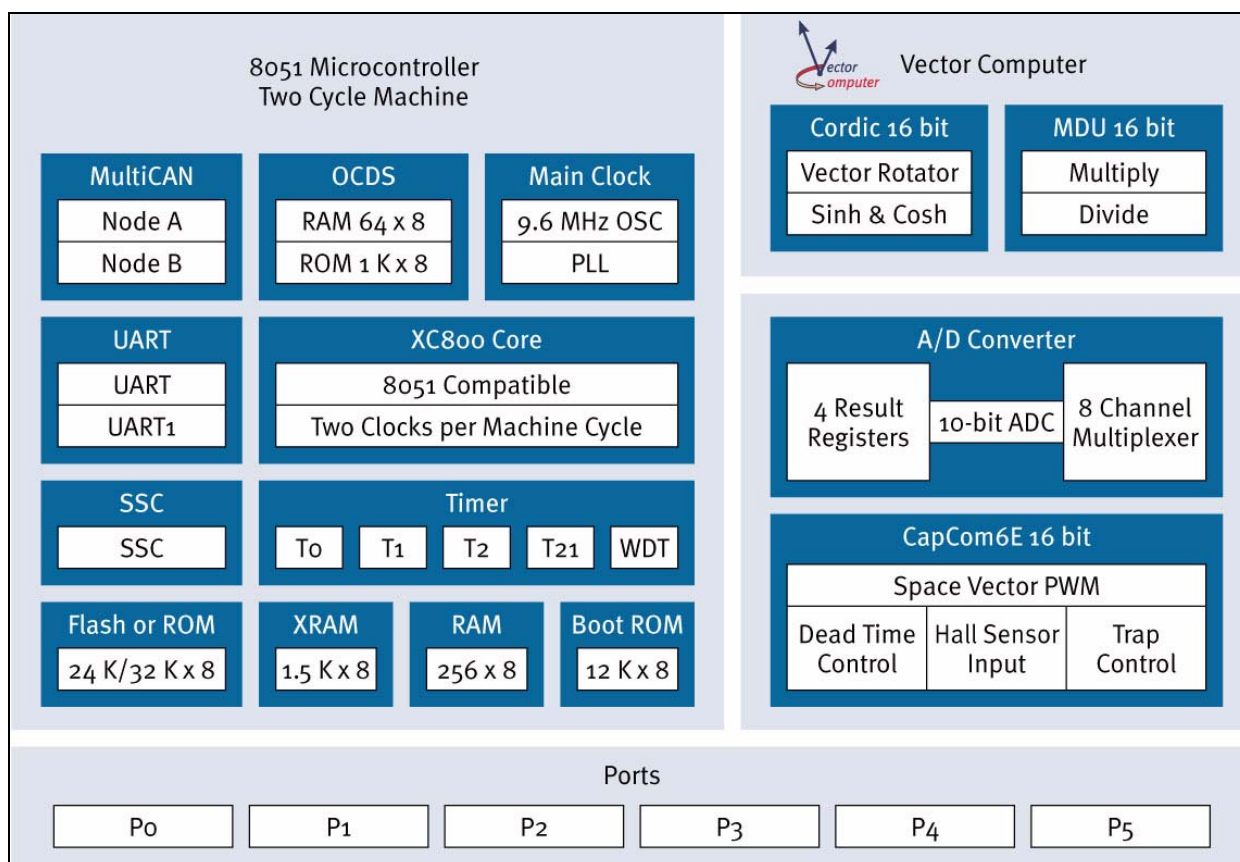 8051 Microcontroller
Two Cycle Machine
MultiCAN
Node A
Node B
OCDS
RAM 64 x 8
ROM 1 K x 8
Main Clock
9.6 MHz OSC
PLL
UART
UART
UART1
XC800 Core
8051 Compatible
Two Clocks per Machine Cycle
SSC
SSC
Timer
T0 T1 T2 T21 WDT
Flash or ROM
24 K/32 K x 8
XRAM
1.5 K x 8
RAM
256 x 8
Boot ROM
12 K x 8
Vector
Computer
Vector Computer
Cordic 16 bit
Vector Rotator
Sinh & Cosh
MDU 16 bit
Multiply
Divide
A/D Converter
4 Result
Registers
10-bit ADC
8 Channel
Multiplexer
CapCom6E 16 bit
Space Vector PWM
Dead Time
Control
Hall Sensor
Input
Trap
Control
Ports
P0 P1 P2 P3 P4 P5